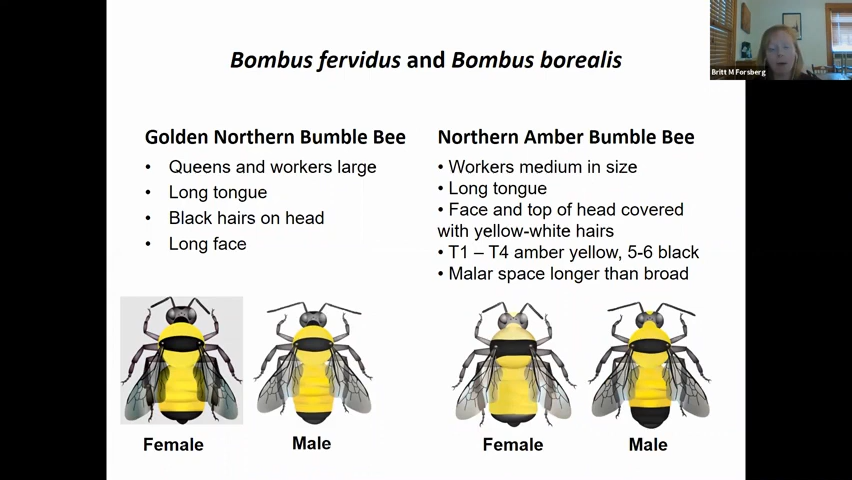 Bombus fervidus and Bombus borealis
Britt M Forsberg
Golden Northern Bumble Bee
• Queens and workers large
• Long tongue
• Black hairs on head
• Long face
Northern Amber Bumble Bee
• Workers medium in size
• Long tongue
• Face and top of head covered
with yellow-white hairs
• T1 – T4 amber yellow, 5-6 black
• Malar space longer than broad
Female
Male
Female
Male